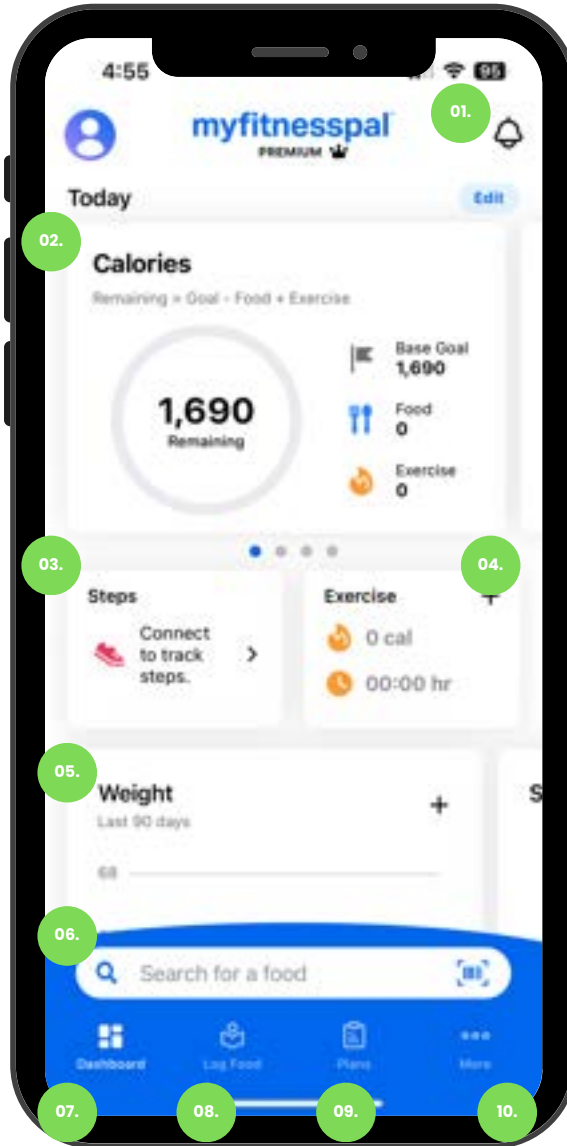 4:55
95
01.
myfitnesspal
PREMIUM
Today
Edit
02.
Calories
Remaining = Goal - Food + Exercise
Base Goal
1,690
1,690
Remaining
Food
0
Exercise
0
03.
04.
Steps
Connect
to track
steps.
Exercise
+
0 cal
00:00 hr
05.
Weight
+
S
Last 90 days
68
06.
Search for a food
Dashboard
Log Food
Plans
More
07.
08.
09.
10.